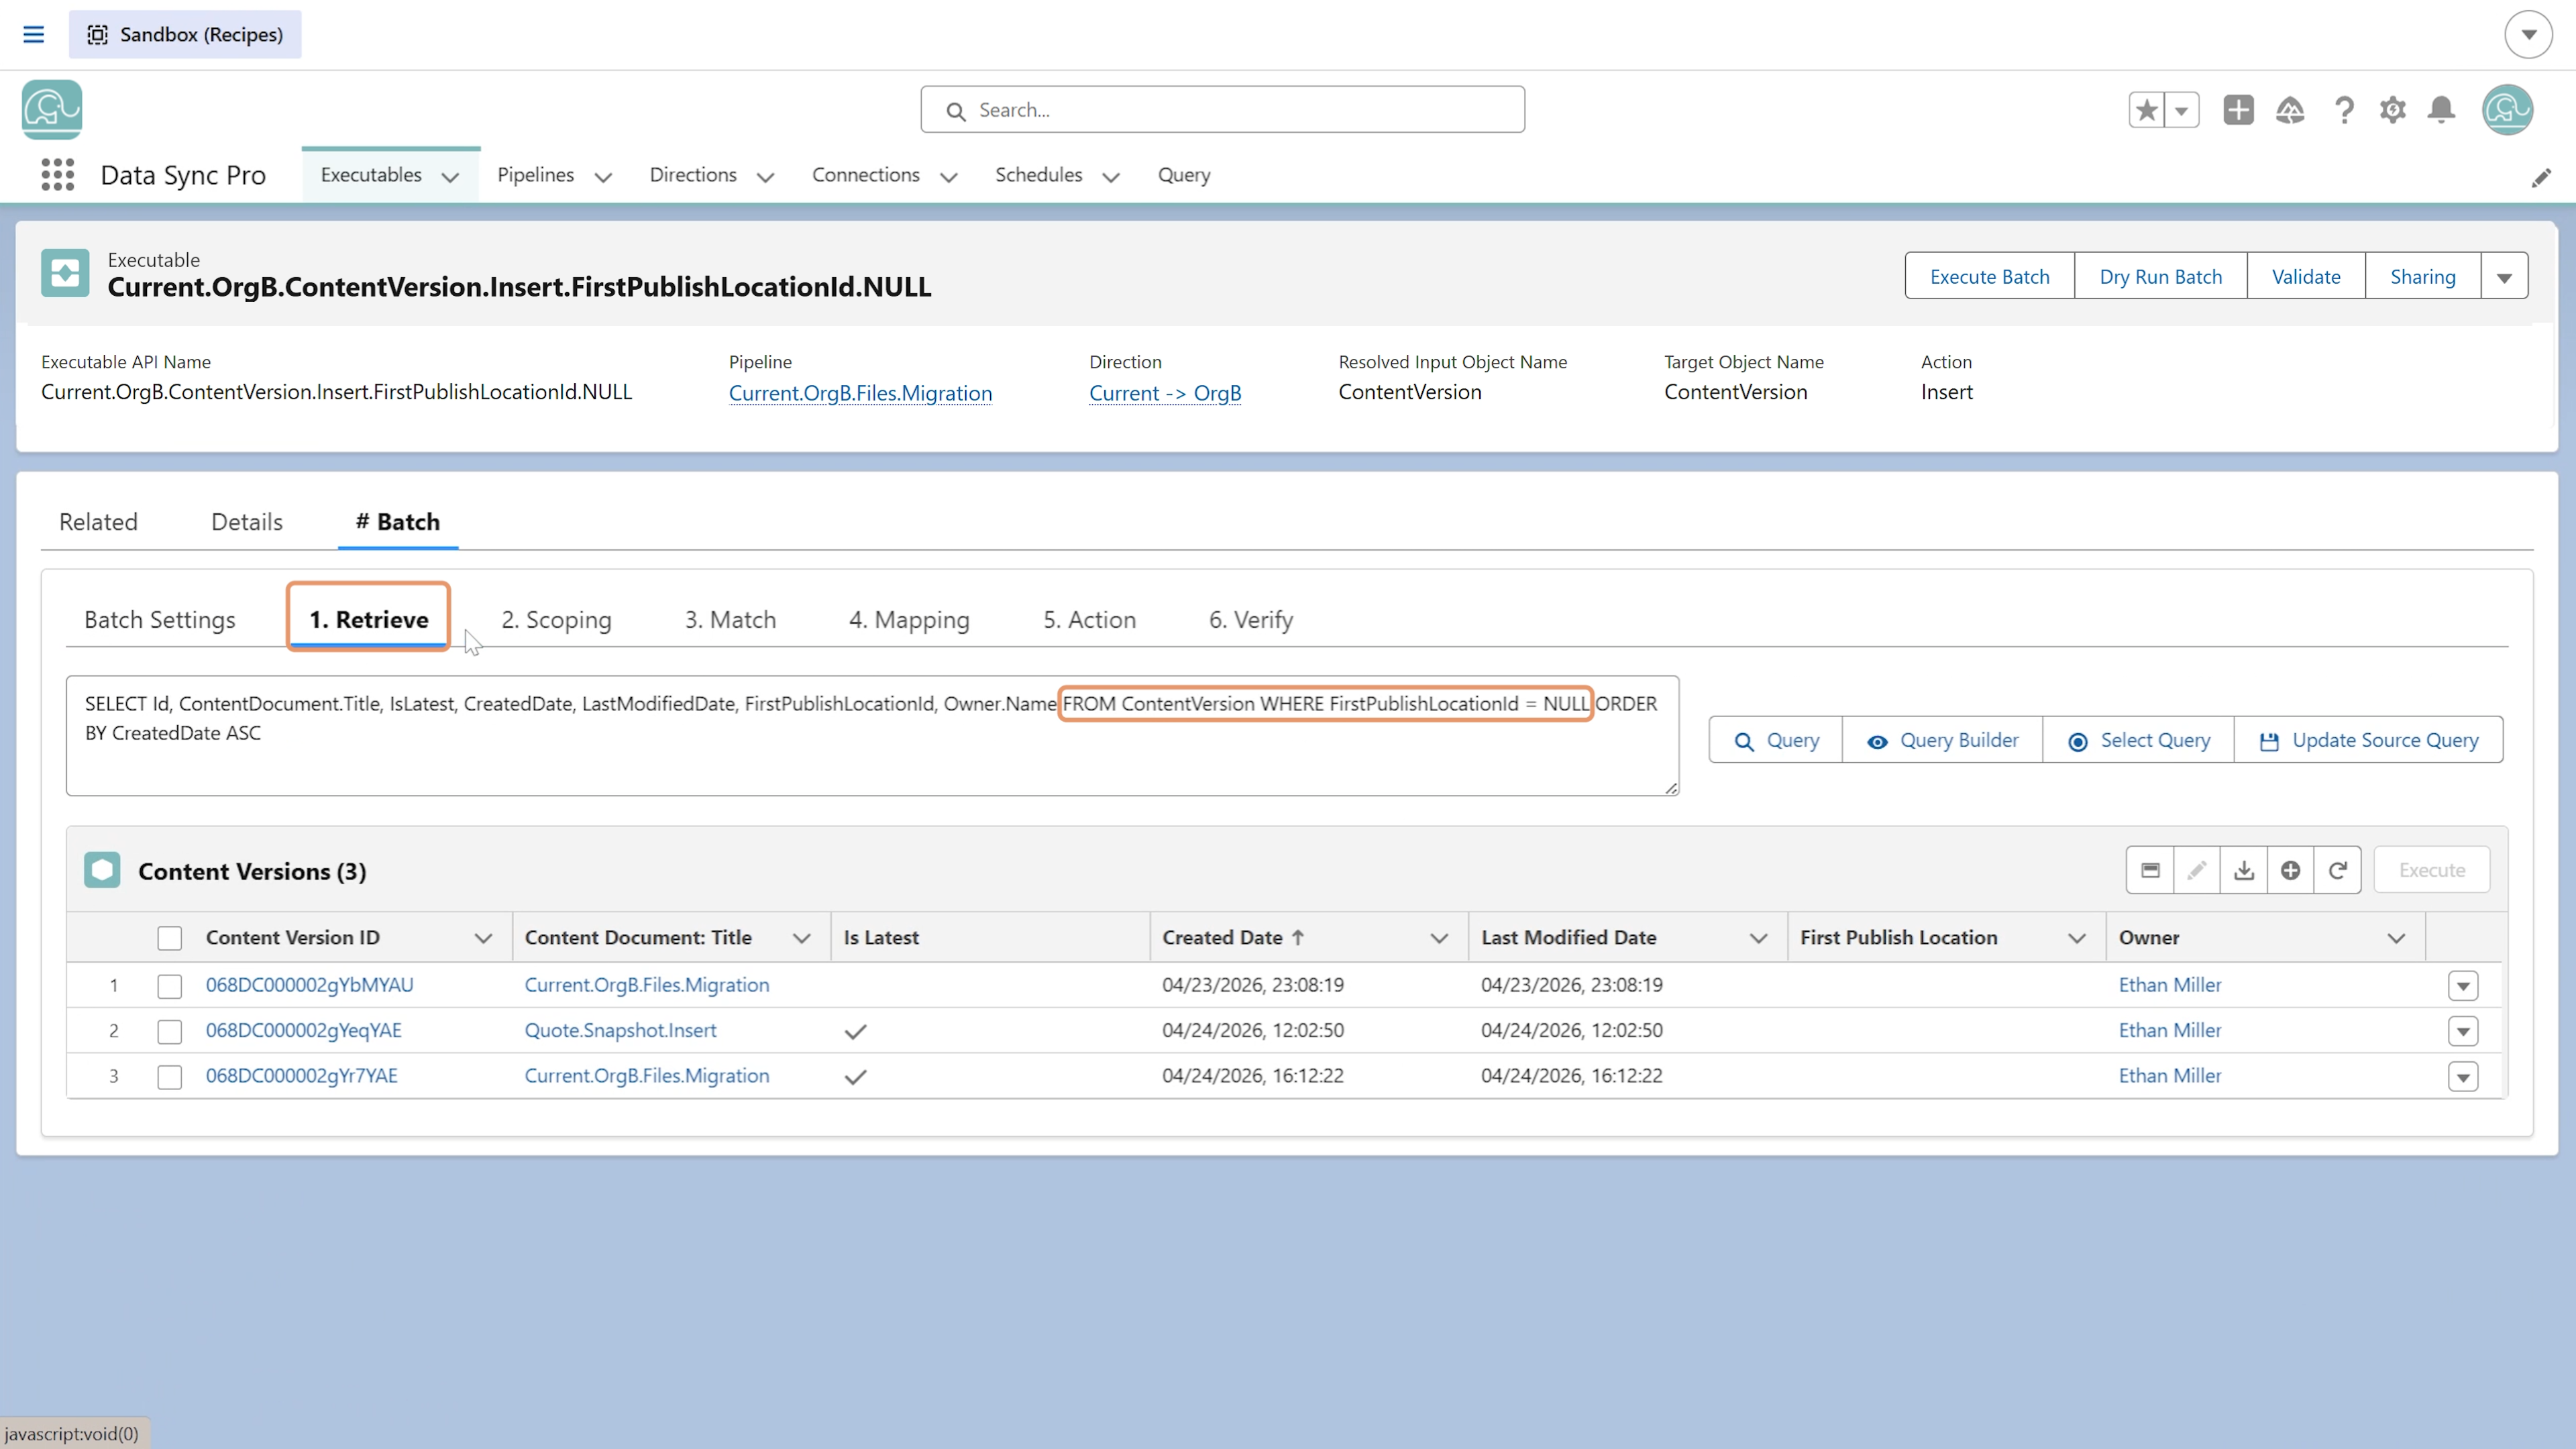 Sandbox (Recipes)
Search...
Data Sync Pro
Executables
Pipelines
Directions
Connections
Schedules
Query
Executable
Current.OrgB.ContentVersion.Insert.FirstPublishLocationId.NULL
Execute Batch
Dry Run Batch
Validate
Sharing
Executable API Name
Pipeline
Direction
Resolved Input Object Name
Target Object Name
Action
Current.OrgB.ContentVersion.Insert.FirstPublishLocationId.NULL
Current.OrgB.Files.Migration
Current -> OrgB
ContentVersion
ContentVersion
Insert
Related
Details
# Batch
Batch Settings
1. Retrieve
2. Scoping
3. Match
4. Mapping
5. Action
6. Verify
SELECT Id, ContentDocument.Title, IsLatest, CreatedDate, LastModifiedDate, FirstPublishLocationId, Owner.Name FROM ContentVersion WHERE FirstPublishLocationId = NULL ORDER
BY CreatedDate ASC
Query
Query Builder
Select Query
Update Source Query
Content Versions (3)
Execute
Content Version ID
Content Document: Title
Is Latest
Created Date
Last Modified Date
First Publish Location
Owner
1 068DC000002gYbMYAU Current.OrgB.Files.Migration 04/23/2026, 23:08:19 04/23/2026, 23:08:19 Ethan Miller
2 068DC000002gYeqYAE Quote.Snapshot.Insert 04/24/2026, 12:02:50 04/24/2026, 12:02:50 Ethan Miller
3 068DC000002gYr7YAE Current.OrgB.Files.Migration 04/24/2026, 16:12:22 04/24/2026, 16:12:22 Ethan Miller
javascript:void(0)